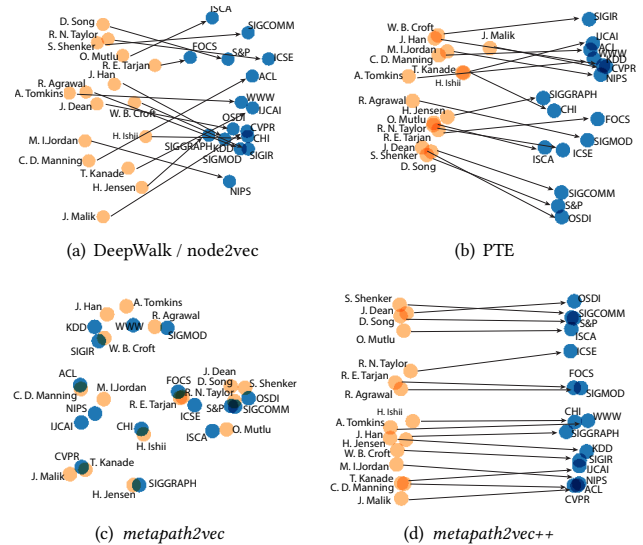 ISCA
D. Song
SIGCOMM
R. N. Taylor
S. Shenker
FOCS
S&P
ICSE
O. Mutlu
R. E. Tarjan
ACL
J. Han
R. Agrawal
A. Tomkins
WWW
IJCAI
J. Dean
W. B. Croft
OSDI
CVPR
M. I.Jordan
H. Ishii
CHI
SIGGRAPH
KDD
SIGIR
SIGMOD
C. D. Manning
T. Kanade
NIPS
H. Jensen
J. Malik
(a) DeepWalk / node2vec
SIGIR
W. B. Croft
J. Han
J. Malik
IJCAI
ACL
M. I.Jordan
WWW
C. D. Manning
KDD
T. Kanade
CVPR
A. Tomkins
H. Ishii
NIPS
R. Agrawal
SIGGRAPH
CHI
H. Jensen
O. Mutlu
FOCS
R. N. Taylor
R. E. Tarjan
SIGMOD
J. Dean
ISCA
ICSE
S. Shenker
D. Song
SIGCOMM
S&P
OSDI
(b) PTE
A. Tomkins
J. Han
R. Agrawal
KDD
WWW
SIGMOD
SIGIR
W. B. Croft
ACL
C. D. Manning
M. I.Jordan
NIPS
IJCAI
FOCS
J. Dean
D. Song
S. Shenker
R. N. Taylor
OSDI
R. E. Tarjan
S&P
SIGCOMM
ICSE
CHI
H. Ishii
ISCA
O. Mutlu
CVPR
T. Kanade
J. Malik
H. Jensen
SIGGRAPH
(c) metapath2vec
S. Shenker
OSDI
J. Dean
SIGCOMM
D. Song
S&P
O. Mutlu
ISCA
ICSE
R. N. Taylor
R. E. Tarjan
FOCS
R. Agrawal
SIGMOD
H. Ishii
CHI
WWW
A. Tomkins
J. Han
SIGGRAPH
H. Jensen
W. B. Croft
KDD
SIGIR
M. I.Jordan
IJCAI
T. Kanade
NIPS
C. D. Manning
ACL
J. Malik
CVPR
(d) metapath2vec++